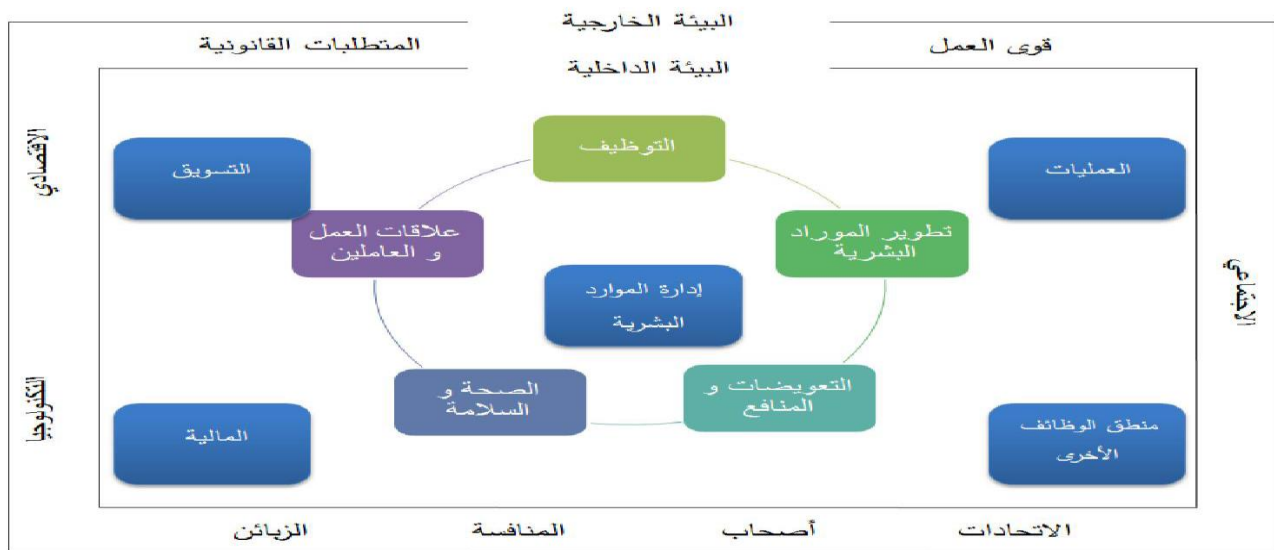 البيئة الخارجية
قوى العمل
المتطلبات القانونية
البيئة الداخلية
التوظيف
العمليات
التسويق
الاقتصادي
تطوير الموراد
البشرية
علاقات العمل
و العاملين
إدارة الموارد
البشرية
الاجتماعي
التعويضات و
المنافع
الصحة و
السلامة
التكنولوجيا
منطق الوظائف
الأخرى
المالية
الاتحادات
أصحاب
المنافسة
الزبائن